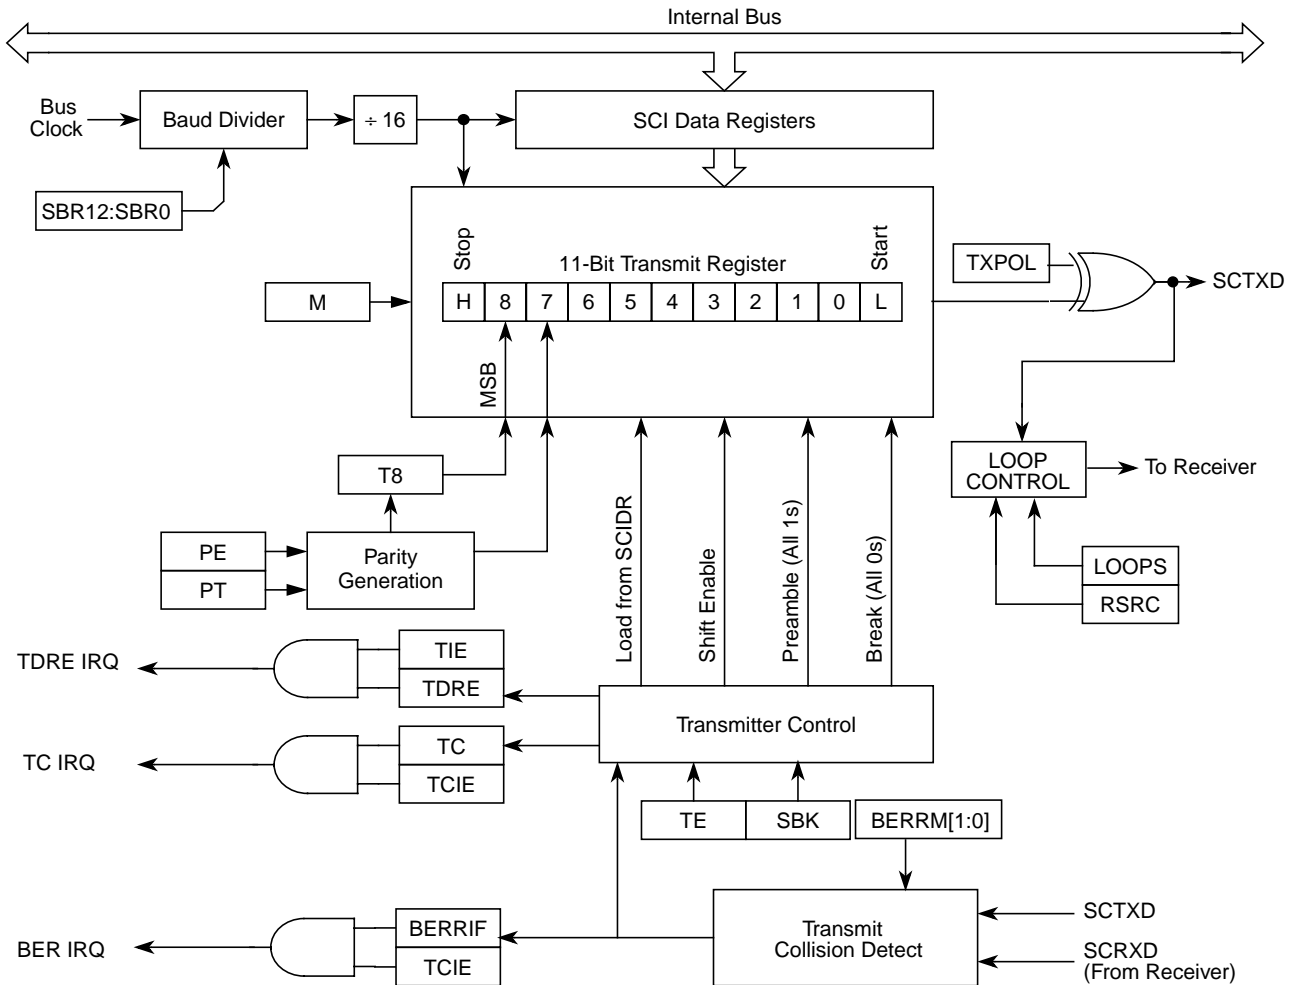 Internal Bus
Bus
Clock
Baud Divider
÷ 16
SCI Data Registers
SBR12:SBR0
Stop
11-Bit Transmit Register
Start
M
H 8 7 6 5 4 3 2 1 0 L
TXPOL
SCTXD
MSB
T8
LOOP
CONTROL
To Receiver
PE
PT
Parity
Generation
Load from SCIDR
Shift Enable
Preamble (All 1s)
Break (All 0s)
LOOPS
RSRC
TDRE IRQ
TIE
TDRE
Transmitter Control
TC IRQ
TC
TCIE
TE
SBK
BERRM[1:0]
BER IRQ
BERRIF
TCIE
Transmit
Collision Detect
SCTXD
SCRXD
(From Receiver)